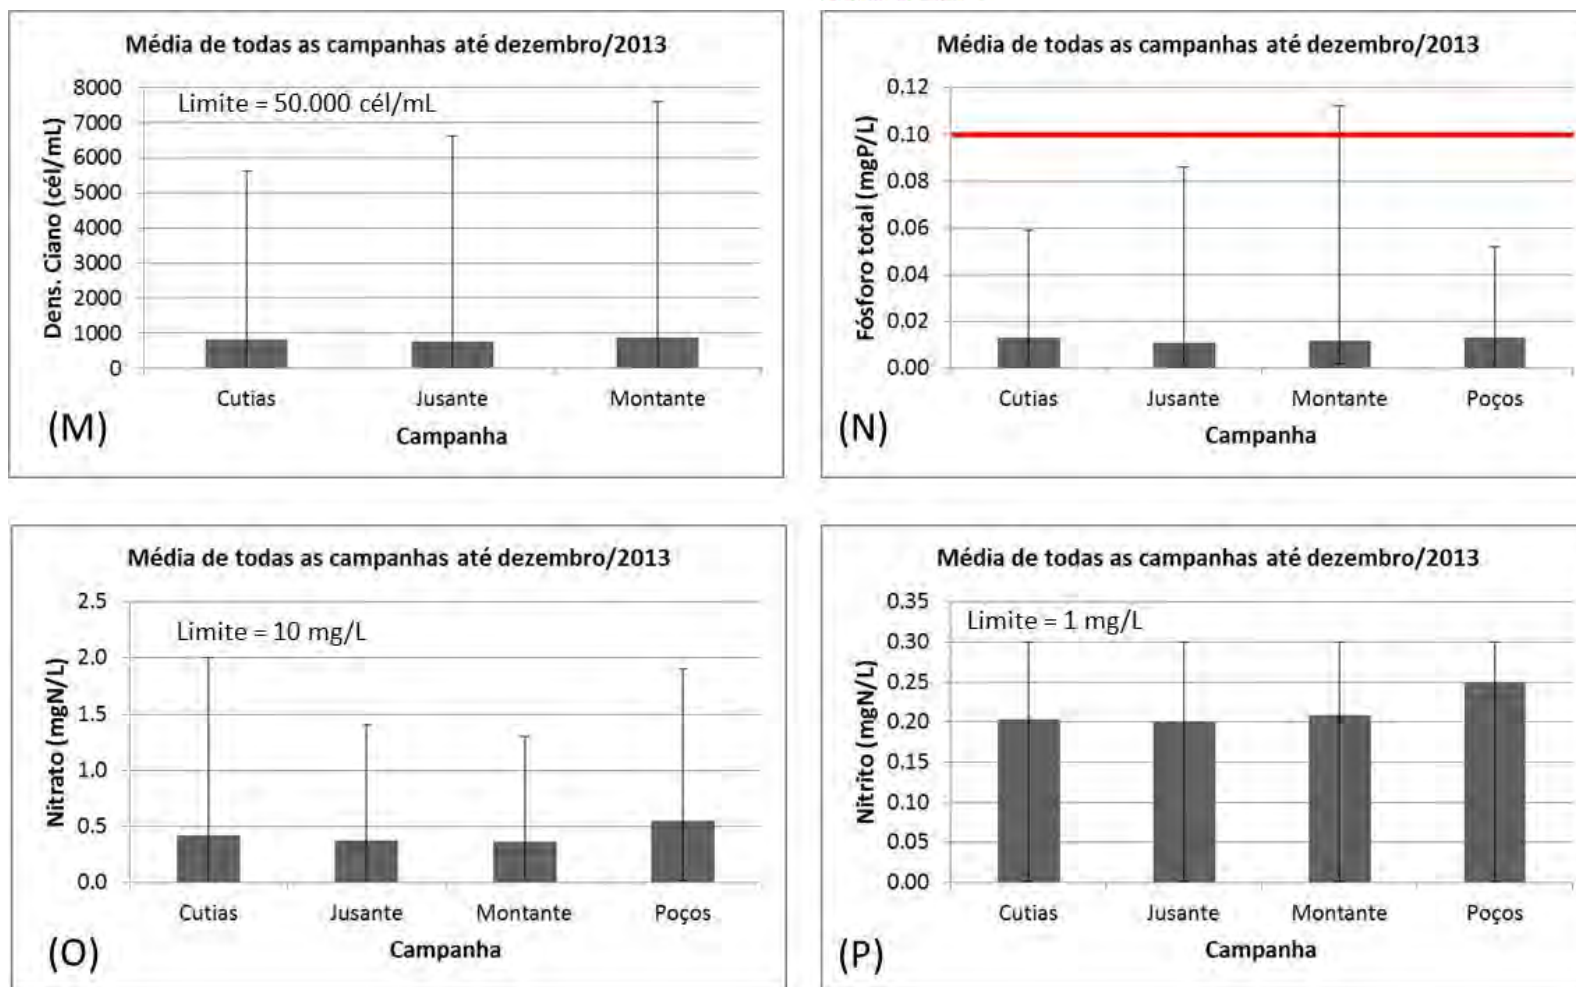 Média de todas as campanhas até dezembro/2013
Limite = 50.000 cél/mL
Dens. Ciano (cél/mL)
8000
7000
6000
5000
4000
3000
2000
1000
0
Cutias Jusante Montante
Campanha
(M)
Média de todas as campanhas até dezembro/2013
Fósforo total (mgP/L)
0.12
0.10
0.08
0.06
0.04
0.02
0.00
Cutias Jusante Montante Poços
Campanha
(N)
Média de todas as campanhas até dezembro/2013
Limite = 10 mg/L
Nitrato (mgN/L)
2.5
2.0
1.5
1.0
0.5
0.0
Cutias Jusante Montante Poços
Campanha
(O)
Média de todas as campanhas até dezembro/2013
Limite = 1 mg/L
Nitrito (mgN/L)
0.35
0.30
0.25
0.20
0.15
0.10
0.05
0.00
Cutias Jusante Montante Poços
Campanha
(P)